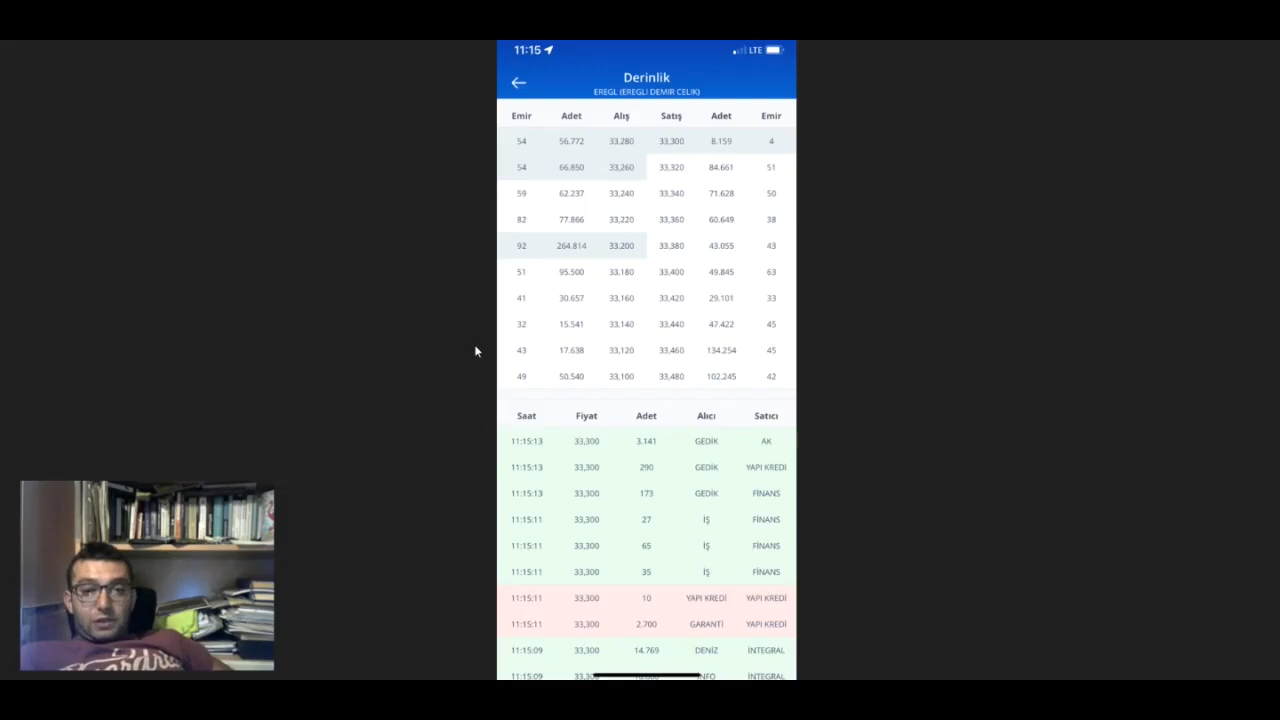 11:15 LTE
Derinlik
EREGL (EREGLI DEMIR CELIK)
Emir Adet Alış Satış Adet Emir
54 56.772 33,280 33,300 8.159 4
54 66.850 33,260 33,320 84.661 51
59 62.237 33,240 33,340 71.628 50
82 77.866 33,220 33,360 60.649 38
92 264.814 33,200 33,380 43.055 43
51 95.500 33,180 33,400 49.845 63
41 30.657 33,160 33,420 29.101 33
32 15.541 33,140 33,440 47.422 45
43 17.638 33,120 33,460 134.254 45
49 50.540 33,100 33,480 102.245 42
Saat Fiyat Adet Alıcı Satıcı
11:15:13 33,300 3.141 GEDİK AK
11:15:13 33,300 290 GEDİK YAPI KREDİ
11:15:13 33,300 173 GEDİK FİNANS
11:15:11 33,300 27 İŞ FİNANS
11:15:11 33,300 65 İŞ FİNANS
11:15:11 33,300 35 İŞ FİNANS
11:15:11 33,300 10 YAPI KREDİ YAPI KREDİ
11:15:11 33,300 2.700 GARANTİ YAPI KREDİ
11:15:09 33,300 14.769 DENİZ İNTEGRAL
11:15:09 İNTEGRAL